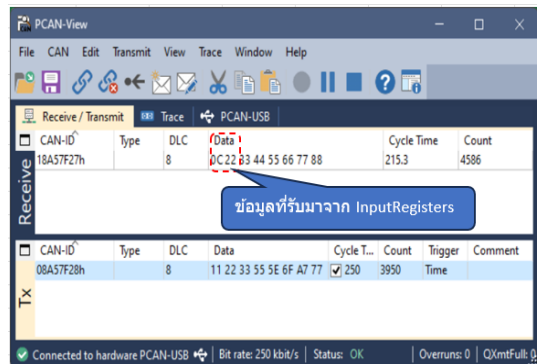 PCAN-View
File CAN Edit Transmit View Trace Window Help
Receive / Transmit Trace PCAN-USB
CAN-ID Type DLC Data Cycle Time Count
18A57F27h 8 0C 22 33 44 55 66 77 88 215.3 4586
Receive
ข้อมูลที่รับมาจาก InputRegisters
CAN-ID Type DLC Data Cycle T... Count Trigger Comment
08A57F28h 8 11 22 33 55 5E 6F A7 77 250 3950 Time
Tx
Connected to hardware PCAN-USB Bit rate: 250 kbit/s Status: OK Overruns: 0 QXmtFull: 0